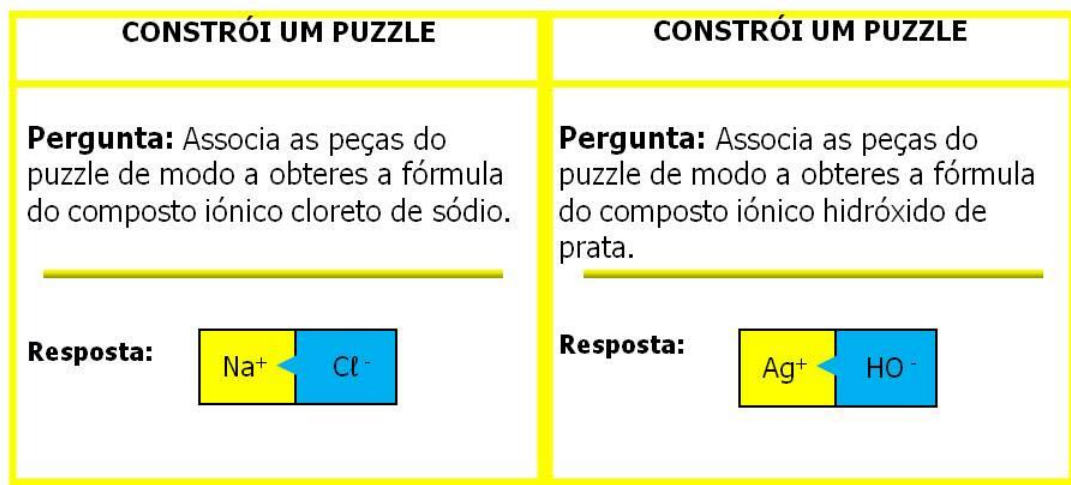 CONSTRÓI UM PUZZLE
Pergunta: Associa as peças do
puzzle de modo a obteres a fórmula
do composto iónico cloreto de sódio.
Resposta:
Na⁺ Cℓ⁻
CONSTRÓI UM PUZZLE
Pergunta: Associa as peças do
puzzle de modo a obteres a fórmula
do composto iónico hidróxido de
prata.
Resposta:
Ag⁺ HO⁻